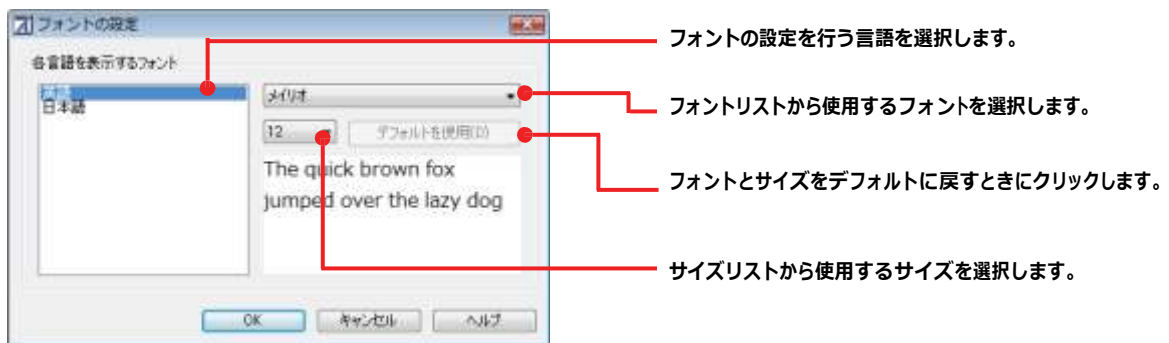 フォントの設定
フォントの設定を行う言語を選択します。
各言語を表示するフォント
英語
日本語
メイリオ
フォントリストから使用するフォントを選択します。
12
デフォルトを使用(D)
The quick brown fox
jumped over the lazy dog
フォントとサイズをデフォルトに戻すときにクリックします。
サイズリストから使用するサイズを選択します。
OK
キャンセル
ヘルプ